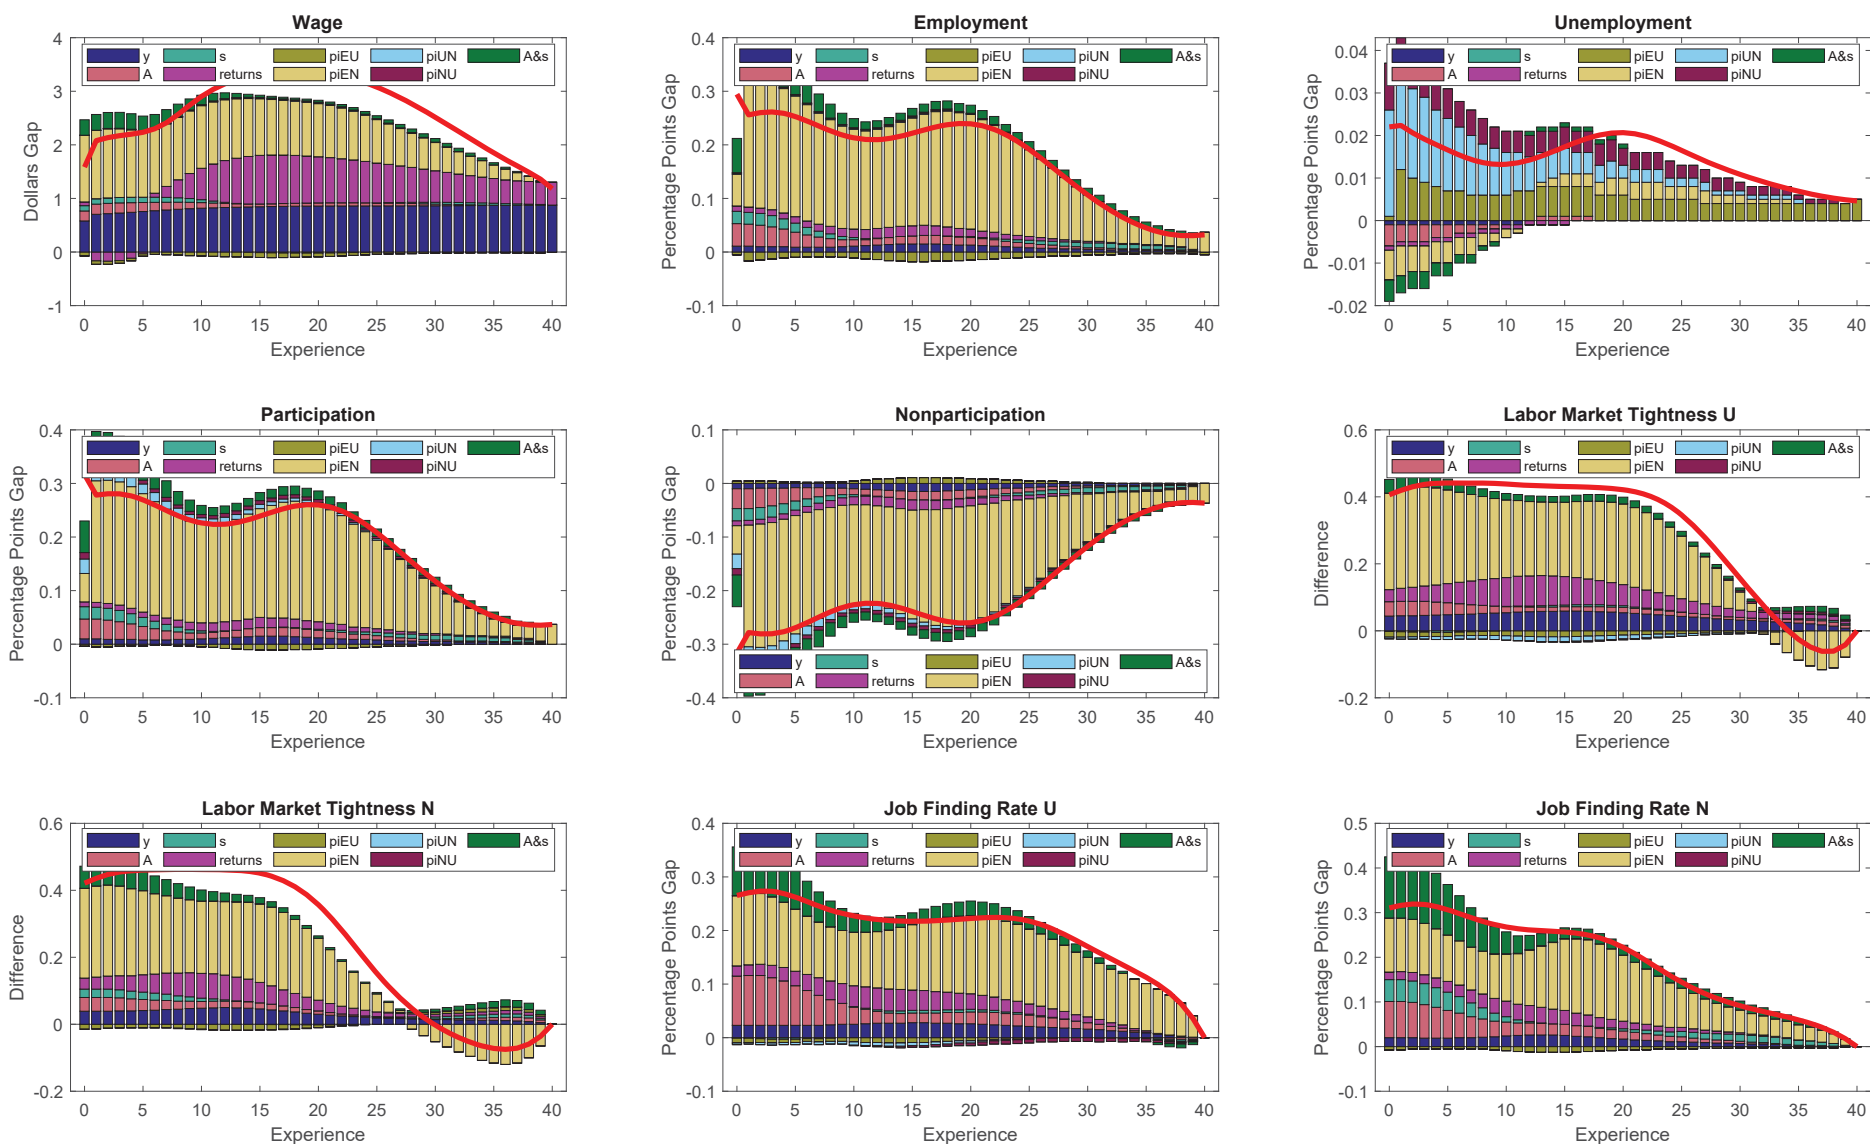 Wage
Employment
Unemployment
4
3
2
1
0
-1
Dollars Gap
y s piEU piUN A&s
A returns piEN piNU
0 5 10 15 20 25 30 35 40
Experience
0.4
0.3
0.2
0.1
0
-0.1
Percentage Points Gap
y s piEU piUN A&s
A returns piEN piNU
0 5 10 15 20 25 30 35 40
Experience
0.04
0.03
0.02
0.01
0
-0.01
-0.02
Percentage Points Gap
y s piEU piUN A&s
A returns piEN piNU
0 5 10 15 20 25 30 35 40
Experience
Participation
Nonparticipation
Labor Market Tightness U
0.4
0.3
0.2
0.1
0
-0.1
Percentage Points Gap
y s piEU piUN A&s
A returns piEN piNU
0 5 10 15 20 25 30 35 40
Experience
0.1
0
-0.1
-0.2
-0.3
-0.4
Percentage Points Gap
y s piEU piUN A&s
A returns piEN piNU
0 5 10 15 20 25 30 35 40
Experience
0.6
0.4
0.2
0
-0.2
Difference
y s piEU piUN A&s
A returns piEN piNU
0 5 10 15 20 25 30 35 40
Experience
Labor Market Tightness N
Job Finding Rate U
Job Finding Rate N
0.6
0.4
0.2
0
-0.2
Difference
y s piEU piUN A&s
A returns piEN piNU
0 5 10 15 20 25 30 35 40
Experience
0.4
0.3
0.2
0.1
0
-0.1
Percentage Points Gap
y s piEU piUN A&s
A returns piEN piNU
0 5 10 15 20 25 30 35 40
Experience
0.5
0.4
0.3
0.2
0.1
0
-0.1
Percentage Points Gap
y s piEU piUN A&s
A returns piEN piNU
0 5 10 15 20 25 30 35 40
Experience